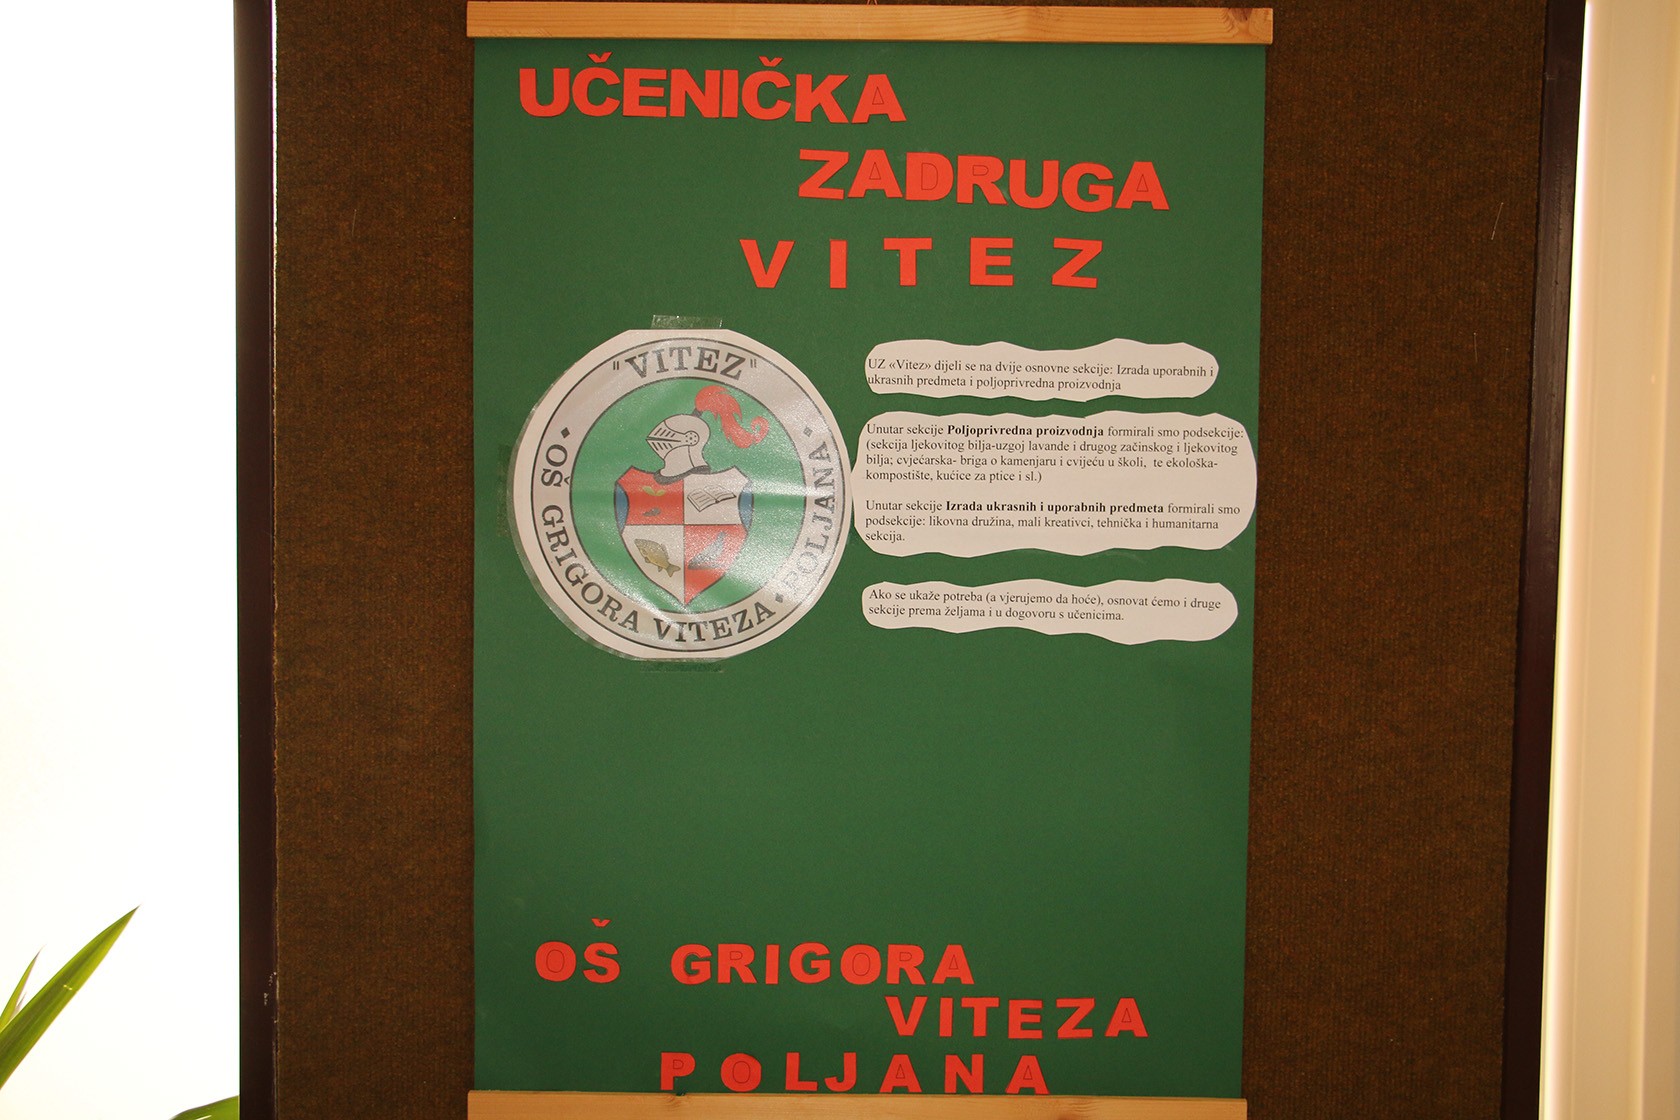 UČENIČKA
ZADRUGA
VITEZ
"VITEZ"
OŠ GRIGORA VITEZA • POLJANA •
UZ «Vitez» dijeli se na dvije osnovne sekcije: Izrada uporabnih i
ukrasnih predmeta i poljoprivredna proizvodnja
Unutar sekcije Poljoprivredna proizvodnja formirali smo podsekcije:
(sekcija ljekovitog bilja-uzgoj lavande i drugog začinskog i ljekovitog
bilja; cvjećarska- briga o kamenjaru i cvijeću u školi, te ekološka-
kompostište, kućice za ptice i sl.)
Unutar sekcije Izrada ukrasnih i uporabnih predmeta formirali smo
podsekcije: likovna družina, mali kreativci, tehnička i humanitarna
sekcija.
Ako se ukaže potreba (a vjerujemo da hoće), osnovat ćemo i druge
sekcije prema željama i u dogovoru s učenicima.
OŠ GRIGORA
VITEZA
POLJANA